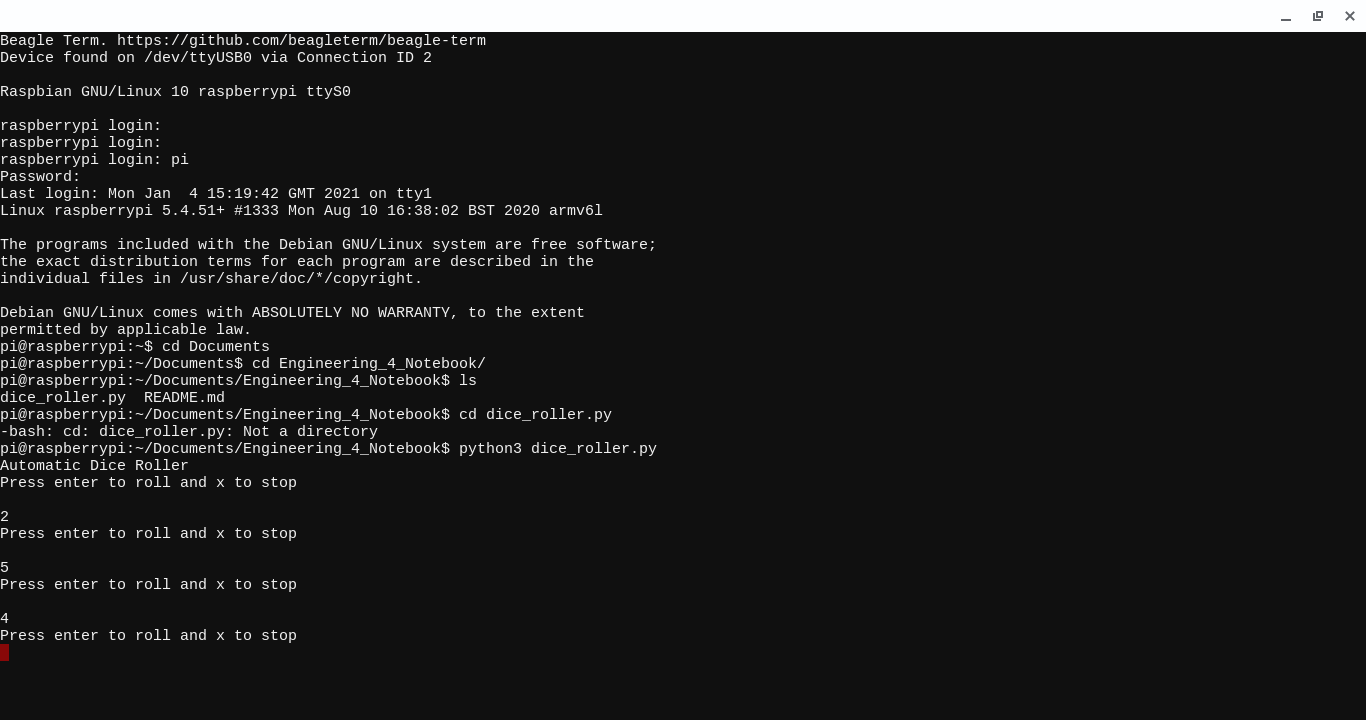 Beagle Term. https://github.com/beagleterm/beagle-term
Device found on /dev/ttyUSB0 via Connection ID 2
Raspbian GNU/Linux 10 raspberrypi ttyS0
raspberrypi login:
raspberrypi login:
raspberrypi login: pi
Password:
Last login: Mon Jan  4 15:19:42 GMT 2021 on tty1
Linux raspberrypi 5.4.51+ #1333 Mon Aug 10 16:38:02 BST 2020 armv6l
The programs included with the Debian GNU/Linux system are free software;
the exact distribution terms for each program are described in the
individual files in /usr/share/doc/*/copyright.
Debian GNU/Linux comes with ABSOLUTELY NO WARRANTY, to the extent
permitted by applicable law.
pi@raspberrypi:~$ cd Documents
pi@raspberrypi:~/Documents$ cd Engineering_4_Notebook/
pi@raspberrypi:~/Documents/Engineering_4_Notebook$ ls
dice_roller.py  README.md
pi@raspberrypi:~/Documents/Engineering_4_Notebook$ cd dice_roller.py
-bash: cd: dice_roller.py: Not a directory
pi@raspberrypi:~/Documents/Engineering_4_Notebook$ python3 dice_roller.py
Automatic Dice Roller
Press enter to roll and x to stop
2
Press enter to roll and x to stop
5
Press enter to roll and x to stop
4
Press enter to roll and x to stop